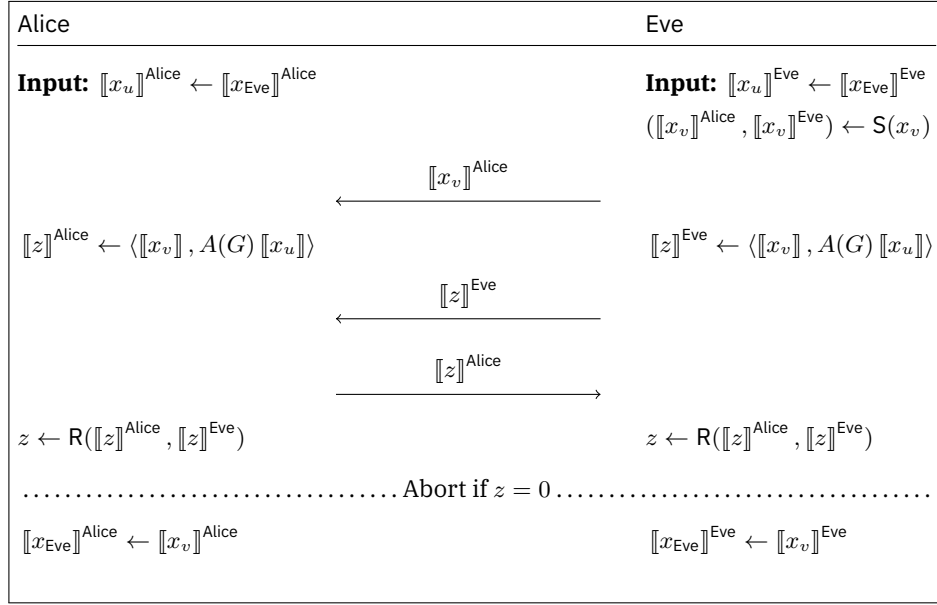 Alice Eve
Input: ⟦x_u⟧^Alice ← ⟦x_Eve⟧^Alice Input: ⟦x_u⟧^Eve ← ⟦x_Eve⟧^Eve
(⟦x_v⟧^Alice , ⟦x_v⟧^Eve) ← S(x_v)
⟦x_v⟧^Alice
⟦z⟧^Alice ← ⟨⟦x_v⟧ , A(G) ⟦x_u⟧⟩ ⟦z⟧^Eve ← ⟨⟦x_v⟧ , A(G) ⟦x_u⟧⟩
⟦z⟧^Eve
⟦z⟧^Alice
z ← R(⟦z⟧^Alice , ⟦z⟧^Eve) z ← R(⟦z⟧^Alice , ⟦z⟧^Eve)
Abort if z = 0
⟦x_Eve⟧^Alice ← ⟦x_v⟧^Alice ⟦x_Eve⟧^Eve ← ⟦x_v⟧^Eve